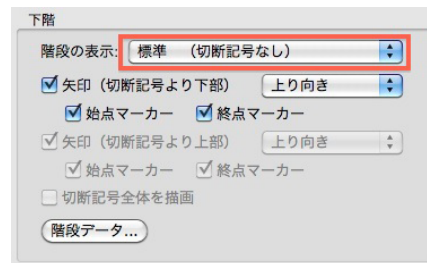 下階
階段の表示: 標準 (切断記号なし)
矢印(切断記号より下部) 上り向き
始点マーカー 終点マーカー
矢印(切断記号より上部) 上り向き
始点マーカー 終点マーカー
切断記号全体を描画
階段データ...